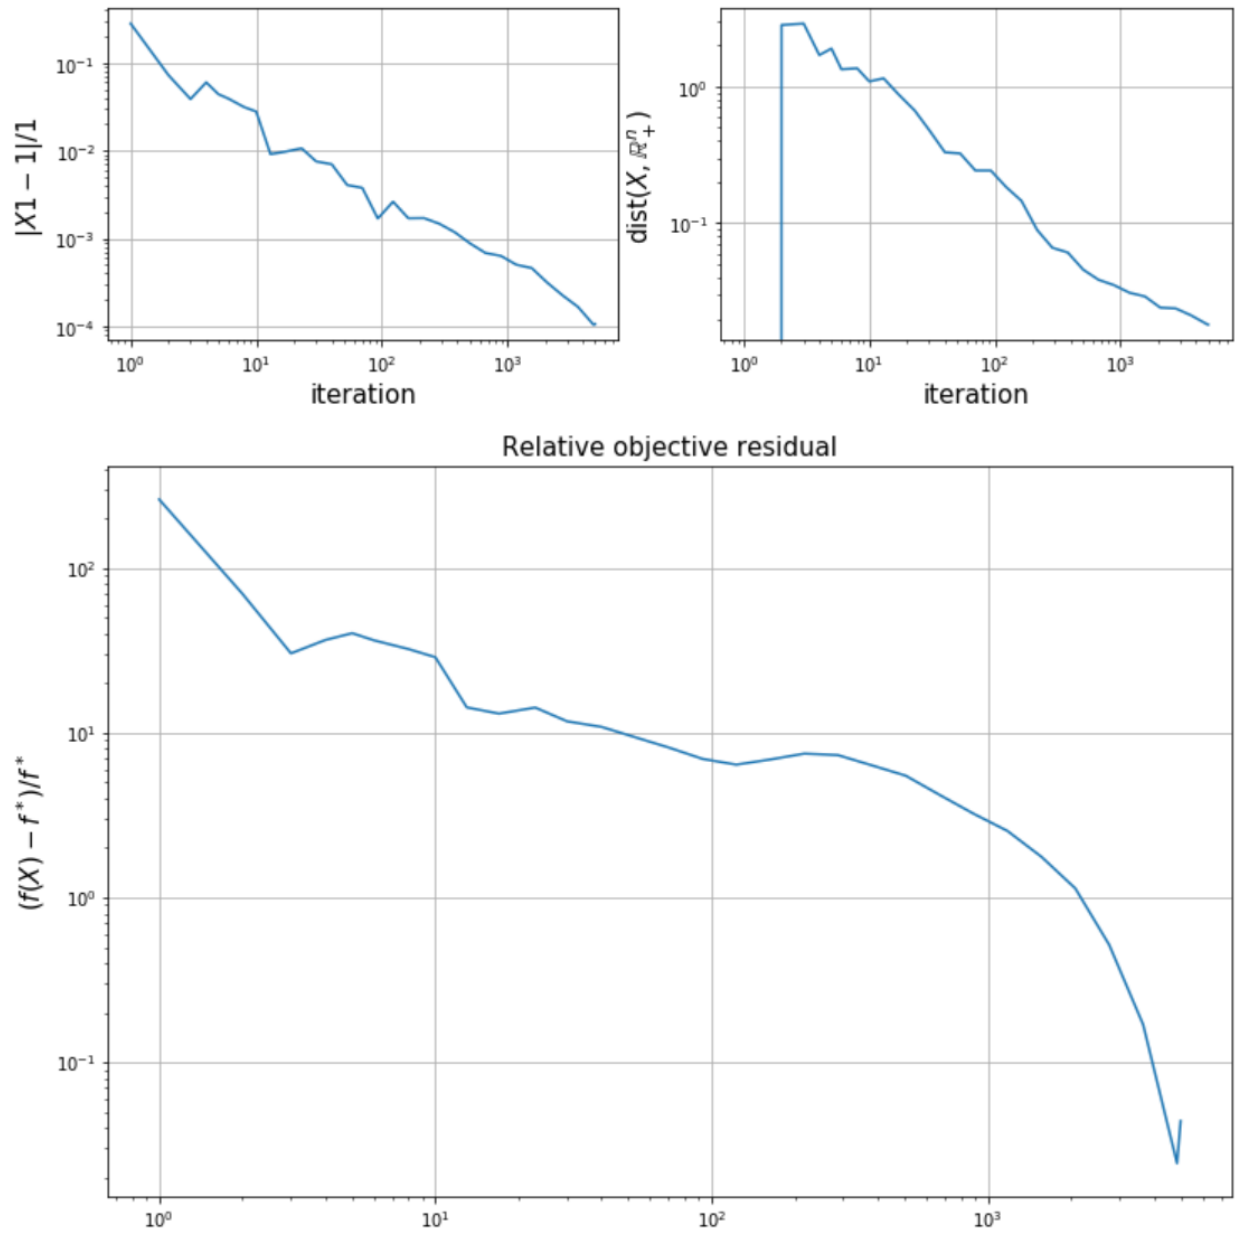 |X1 − 1|/1
10⁻¹
10⁻²
10⁻³
10⁻⁴
10⁰ 10¹ 10² 10³
iteration
dist(X, ℝⁿ₊)
10⁰
10⁻¹
10⁰ 10¹ 10² 10³
iteration
Relative objective residual
(f(X) − f*)/f*
10²
10¹
10⁰
10⁻¹
10⁰ 10¹ 10² 10³